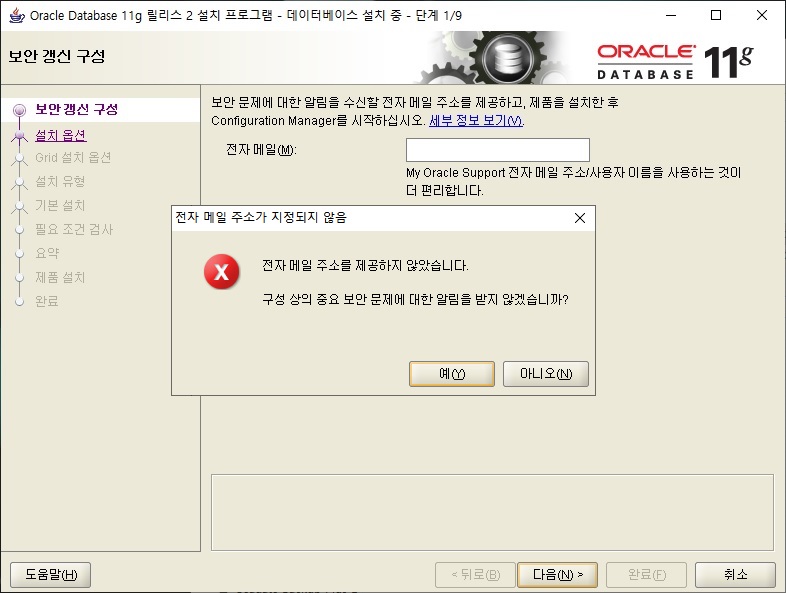 Oracle Database 11g 릴리스 2 설치 프로그램 - 데이터베이스 설치 중 - 단계 1/9
보안 갱신 구성
ORACLE
DATABASE 11g
보안 갱신 구성
설치 옵션
Grid 설치 옵션
설치 유형
기본 설치
필요 조건 검사
요약
제품 설치
완료
보안 문제에 대한 알림을 수신할 전자 메일 주소를 제공하고, 제품을 설치한 후
Configuration Manager를 시작하십시오. 세부 정보 보기(V).
전자 메일(M):
My Oracle Support 전자 메일 주소/사용자 이름을 사용하는 것이
더 편리합니다.
전자 메일 주소가 지정되지 않음
전자 메일 주소를 제공하지 않았습니다.
구성 상의 중요 보안 문제에 대한 알림을 받지 않겠습니까?
예(Y)
아니오(N)
도움말(H)
< 뒤로(B)
다음(N) >
완료(F)
취소